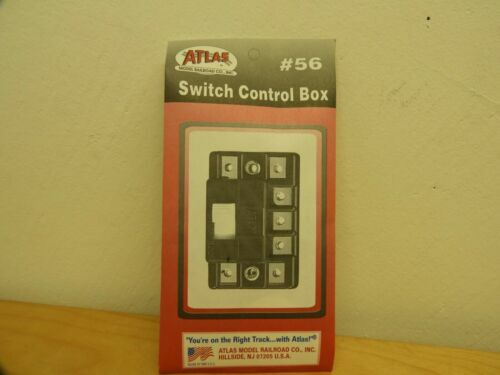 ATLAS
MODEL RAILROAD CO., INC.
#56
Switch Control Box
"You're on the Right Track...with Atlas!"®
ATLAS MODEL RAILROAD CO., INC.
HILLSIDE, NJ 07205 U.S.A.